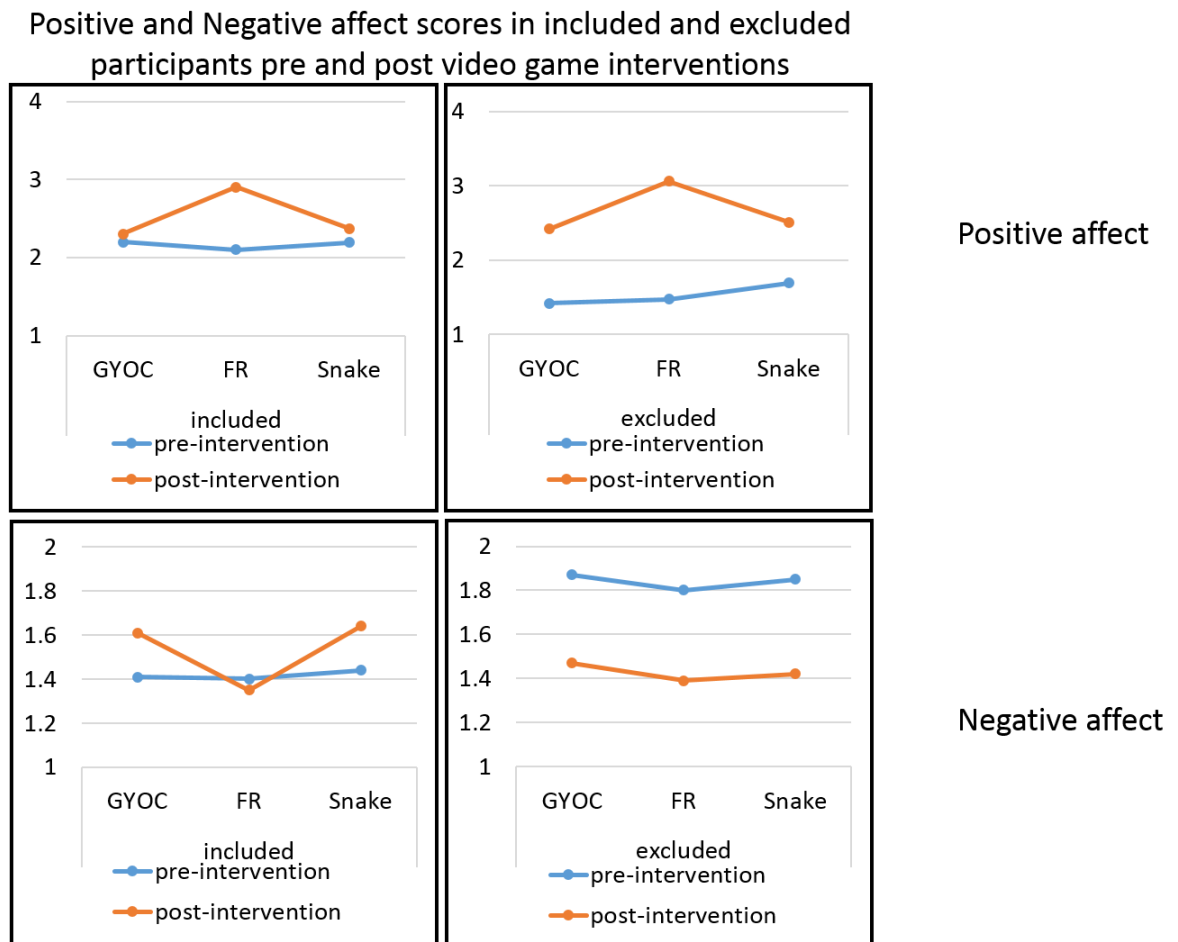 Positive and Negative affect scores in included and excluded
participants pre and post video game interventions
4
3
2
1
GYOC FR Snake
included
pre-intervention
post-intervention
4
3
2
1
GYOC FR Snake
excluded
pre-intervention
post-intervention
Positive affect
2
1.8
1.6
1.4
1.2
1
GYOC FR Snake
included
pre-intervention
post-intervention
2
1.8
1.6
1.4
1.2
1
GYOC FR Snake
excluded
pre-intervention
post-intervention
Negative affect